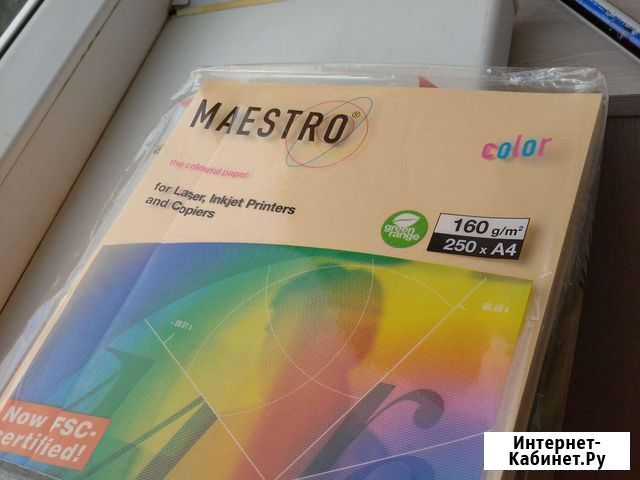 MAESTRO®
color
the colourful paper
for Laser, Inkjet Printers
and Copiers
green
range
160 g/m²
250 x A4
Now FSC-
certified!
Интернет-
Кабинет.Ру